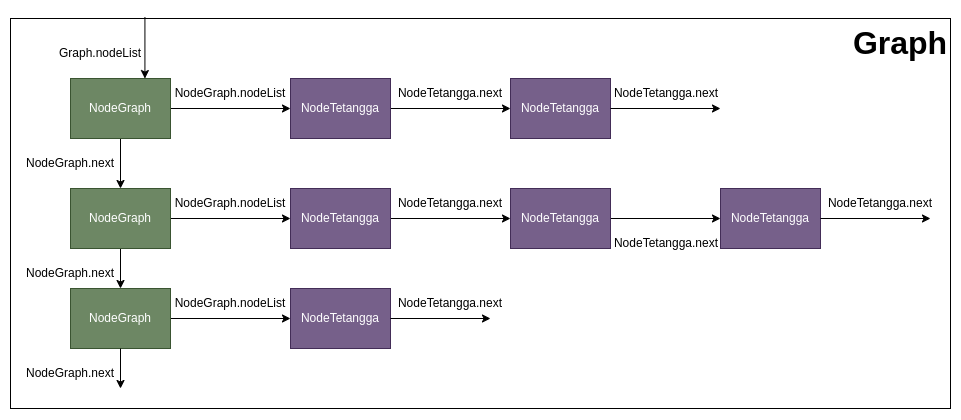 Graph
Graph.nodeList
NodeGraph
NodeGraph.nodeList
NodeTetangga
NodeTetangga.next
NodeTetangga
NodeTetangga.next
NodeGraph.next
NodeGraph
NodeGraph.nodeList
NodeTetangga
NodeTetangga.next
NodeTetangga
NodeTetangga.next
NodeTetangga
NodeTetangga.next
NodeGraph.next
NodeGraph
NodeGraph.nodeList
NodeTetangga
NodeTetangga.next
NodeGraph.next